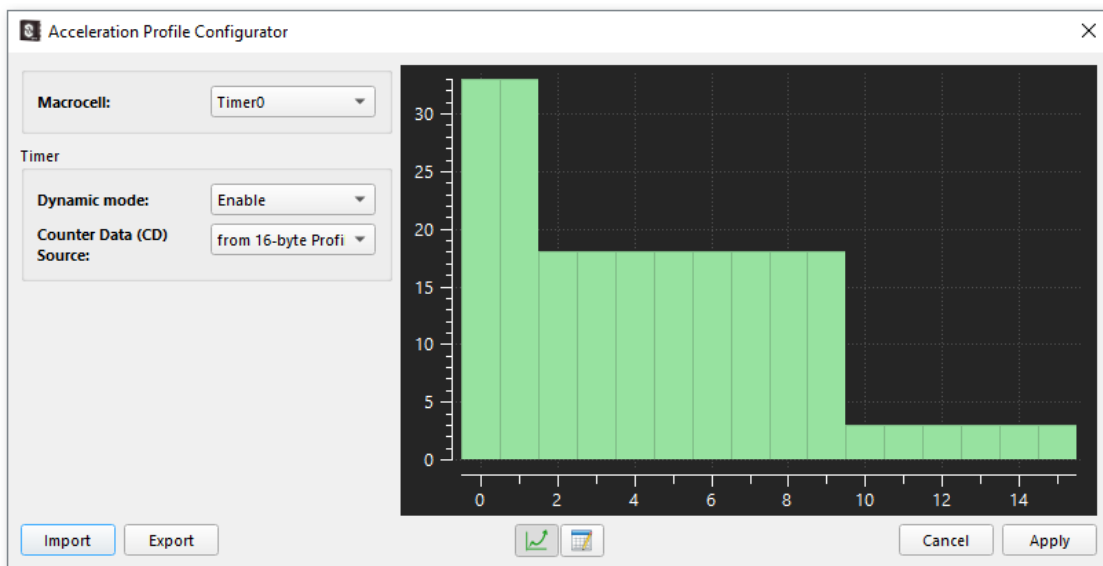 Acceleration Profile Configurator
Macrocell:
Timer0
Timer
Dynamic mode:
Enable
Counter Data (CD)
Source:
from 16-byte Profi
30
25
20
15
10
5
0
0 2 4 6 8 10 12 14
Import Export Cancel Apply